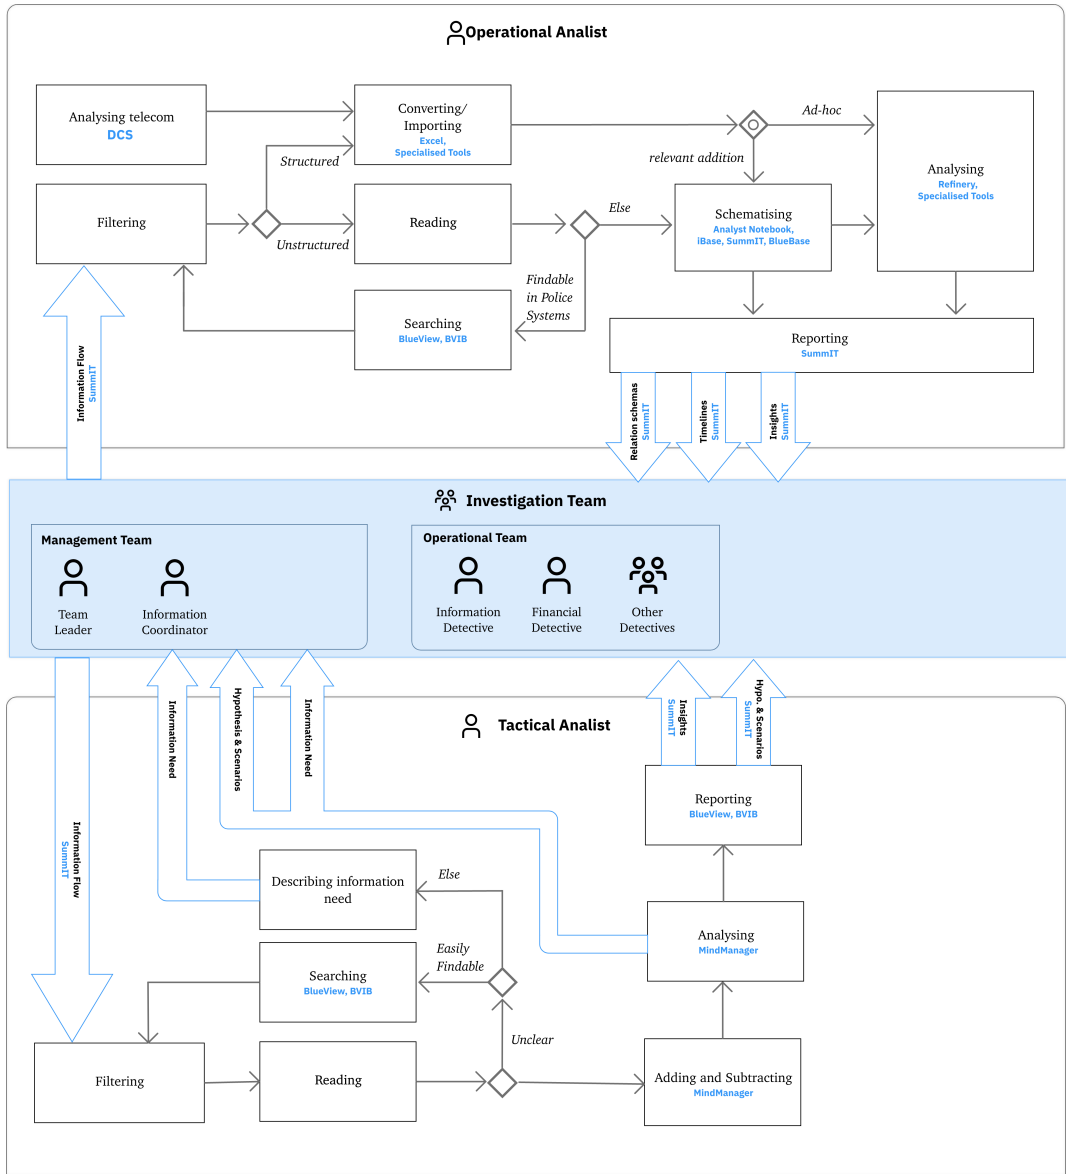 Operational Analist
Analysing telecom
DCS
Converting/
Importing
Excel,
Specialised Tools
Ad-hoc
Structured
relevant addition
Analysing
Refinery,
Specialised Tools
Filtering
Unstructured
Reading
Else
Schematising
Analyst Notebook,
iBase, SummIT, BlueBase
Findable
in Police
Systems
Searching
BlueView, BVIB
Reporting
SummIT
Information Flow
SummIT
Relation schemas
SummIT
Timelines
SummIT
Insights
SummIT
Investigation Team
Management Team
Team
Leader
Information
Coordinator
Operational Team
Information
Detective
Financial
Detective
Other
Detectives
Information Need
Hypothesis & Scenarios
Information Need
Insights
SummIT
Hypo. & Scenarios
SummIT
Tactical Analist
Reporting
BlueView, BVIB
Information Flow
SummIT
Describing information
need
Else
Analysing
MindManager
Searching
BlueView, BVIB
Easily
Findable
Unclear
Filtering
Reading
Adding and Subtracting
MindManager